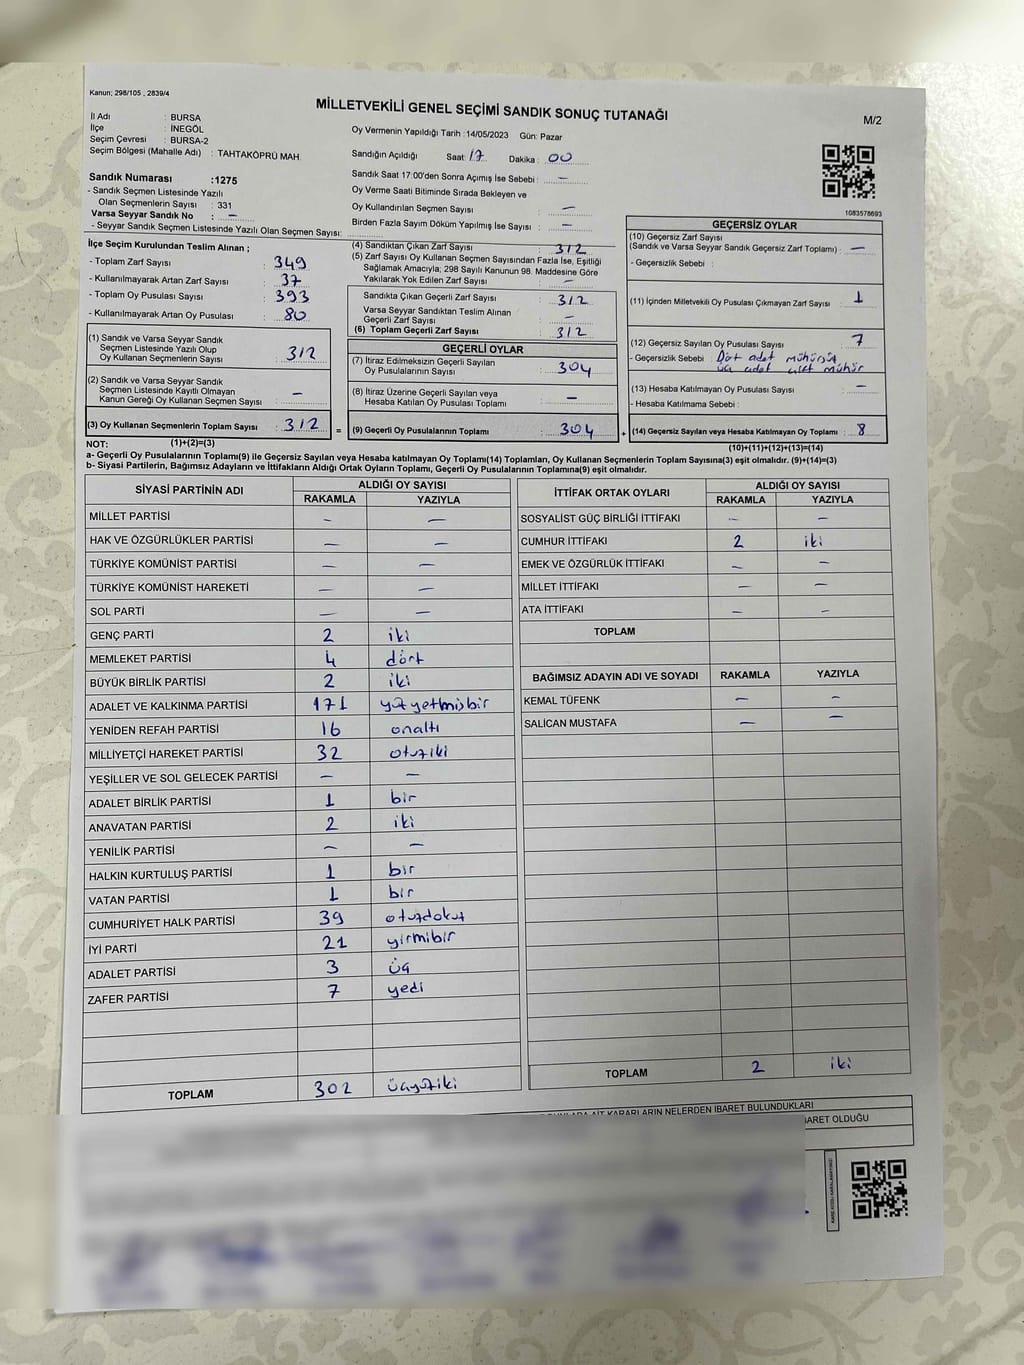 Kanun; 298/105 , 2839/4
MİLLETVEKİLİ GENEL SEÇİMİ SANDIK SONUÇ TUTANAĞI
M/2
İl Adı : BURSA
İlçe : İNEGÖL
Seçim Çevresi : BURSA-2
Seçim Bölgesi (Mahalle Adı) : TAHTAKÖPRÜ MAH.
Sandık Numarası :1275
- Sandık Seçmen Listesinde Yazılı
Olan Seçmenlerin Sayısı : 331
Varsa Seyyar Sandık No : —
- Seyyar Sandık Seçmen Listesinde Yazılı Olan Seçmen Sayısı:
Oy Vermenin Yapıldığı Tarih :14/05/2023 Gün: Pazar
Sandığın Açıldığı Saat: 17 Dakika : 00
Sandık Saat 17:00'den Sonra Açımış İse Sebebi : —
Oy Verme Saati Bitiminde Sırada Bekleyen ve
Oy Kullandırılan Seçmen Sayısı : —
Birden Fazla Sayım Döküm Yapılmış İse Sayısı : —
1083578693
İlçe Seçim Kurulundan Teslim Alınan ;
- Toplam Zarf Sayısı : 349
- Kullanılmayarak Artan Zarf Sayısı : 37
- Toplam Oy Pusulası Sayısı : 393
- Kullanılmayarak Artan Oy Pusulası : 80
(1) Sandık ve Varsa Seyyar Sandık
Seçmen Listesinde Yazılı Olup
Oy Kullanan Seçmenlerin Sayısı : 312
(2) Sandık ve Varsa Seyyar Sandık
Seçmen Listesinde Kayıtlı Olmayan
Kanun Gereği Oy Kullanan Seçmen Sayısı : —
(3) Oy Kullanan Seçmenlerin Toplam Sayısı : 312
=
(4) Sandıktan Çıkan Zarf Sayısı : 312
(5) Zarf Sayısı Oy Kullanan Seçmen Sayısından Fazla İse, Eşitliği
Sağlamak Amacıyla; 298 Sayılı Kanunun 98. Maddesine Göre
Yakılarak Yok Edilen Zarf Sayısı : —
Sandıkta Çıkan Geçerli Zarf Sayısı : 312
Varsa Seyyar Sandıktan Teslim Alınan
Geçerli Zarf Sayısı : —
(6) Toplam Geçerli Zarf Sayısı : 312
GEÇERLİ OYLAR
(7) İtiraz Edilmeksizin Geçerli Sayılan
Oy Pusulalarının Sayısı : 304
(8) İtiraz Üzerine Geçerli Sayılan veya
Hesaba Katılan Oy Pusulası Toplamı : —
(9) Geçerli Oy Pusulalarının Toplamı : 304
+
GEÇERSİZ OYLAR
(10) Geçersiz Zarf Sayısı
(Sandık ve Varsa Seyyar Sandık Geçersiz Zarf Toplamı) : —
- Geçersizlik Sebebi :
(11) İçinden Milletvekili Oy Pusulası Çıkmayan Zarf Sayısı : 1
(12) Geçersiz Sayılan Oy Pusulası Sayısı : 7
- Geçersizlik Sebebi : Dört adet mühürsüz
üç adet mühür
(13) Hesaba Katılmayan Oy Pusulası Sayısı : —
- Hesaba Katılmama Sebebi :
(14) Geçersiz Sayılan veya Hesaba Katılmayan Oy Toplamı : 8
NOT: (1)+(2)=(3) (10)+(11)+(12)+(13)=(14)
a- Geçerli Oy Pusulalarının Toplamı(9) ile Geçersiz Sayılan veya Hesaba katılmayan Oy Toplamı(14) Toplamları, Oy Kullanan Seçmenlerin Toplam Sayısına(3) eşit olmalıdır. (9)+(14)=(3)
b- Siyasi Partilerin, Bağımsız Adayların ve İttifakların Aldığı Ortak Oyların Toplamı, Geçerli Oy Pusulalarının Toplamına(9) eşit olmalıdır.
SİYASİ PARTİNİN ADI ALDIĞI OY SAYISI
RAKAMLA YAZIYLA
MİLLET PARTİSİ — —
HAK VE ÖZGÜRLÜKLER PARTİSİ — —
TÜRKİYE KOMÜNİST PARTİSİ — —
TÜRKİYE KOMÜNİST HAREKETİ — —
SOL PARTİ — —
GENÇ PARTİ 2 iki
MEMLEKET PARTİSİ 4 dört
BÜYÜK BİRLİK PARTİSİ 2 iki
ADALET VE KALKINMA PARTİSİ 171 yüzyetmişbir
YENİDEN REFAH PARTİSİ 16 onaltı
MİLLİYETÇİ HAREKET PARTİSİ 32 otuziki
YEŞİLLER VE SOL GELECEK PARTİSİ — —
ADALET BİRLİK PARTİSİ 1 bir
ANAVATAN PARTİSİ 2 iki
YENİLİK PARTİSİ — —
HALKIN KURTULUŞ PARTİSİ 1 bir
VATAN PARTİSİ 1 bir
CUMHURİYET HALK PARTİSİ 39 otuzdokuz
İYİ PARTİ 21 yirmibir
ADALET PARTİSİ 3 üç
ZAFER PARTİSİ 7 yedi
TOPLAM 302 üçyüziki
İTTİFAK ORTAK OYLARI ALDIĞI OY SAYISI
RAKAMLA YAZIYLA
SOSYALİST GÜÇ BİRLİĞİ İTTİFAKI — —
CUMHUR İTTİFAKI 2 iki
EMEK VE ÖZGÜRLÜK İTTİFAKI — —
MİLLET İTTİFAKI — —
ATA İTTİFAKI — —
TOPLAM
BAĞIMSIZ ADAYIN ADI VE SOYADI RAKAMLA YAZIYLA
KEMAL TÜFENK — —
SALİCAN MUSTAFA — —
TOPLAM 2 iki
KARARLARIN NELERDEN İBARET BULUNDUKLARI
OLDUĞU